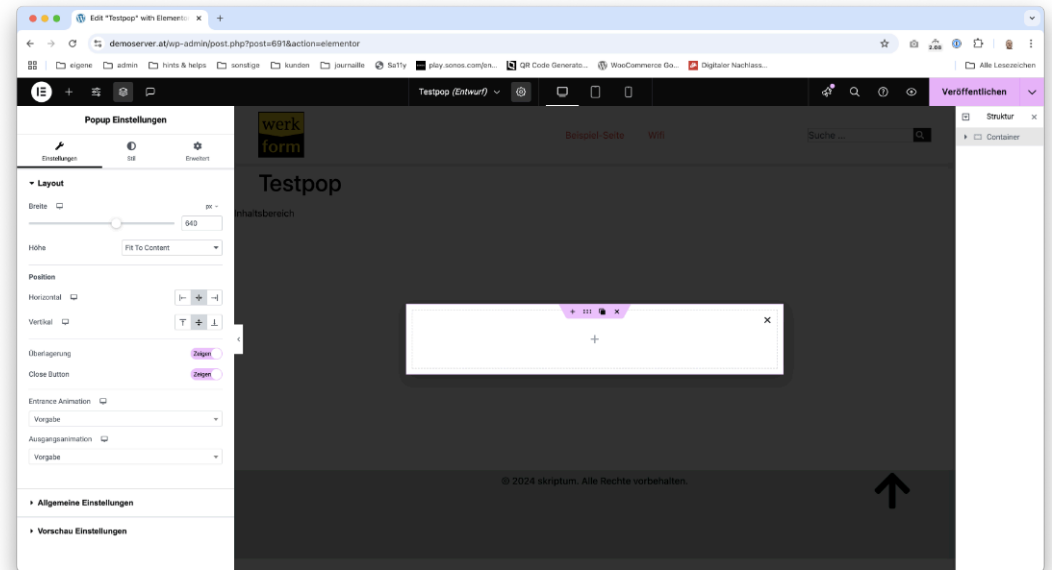 Edit "Testpop" with Elementor
demoserver.at/wp-admin/post.php?post=691&action=elementor
2.08
eigene
admin
hints & helps
sonstige
kunden
journaille
Sa11y
play.sonos.com/en...
QR Code Generato...
WooCommerce Go...
Digitaler Nachlass...
Alle Lesezeichen
Testpop (Entwurf)
Veröffentlichen
Popup Einstellungen
Einstellungen
Stil
Erweitert
Layout
Breite
px
640
Höhe
Fit To Content
Position
Horizontal
Vertikal
Überlagerung
Zeigen
Close Button
Zeigen
Entrance Animation
Vorgabe
Ausgangsanimation
Vorgabe
Allgemeine Einstellungen
Vorschau Einstellungen
werk
form
Beispiel-Seite
Wifi
Suche ...
Testpop
Inhaltsbereich
© 2024 skriptum. Alle Rechte vorbehalten.
Struktur
Container